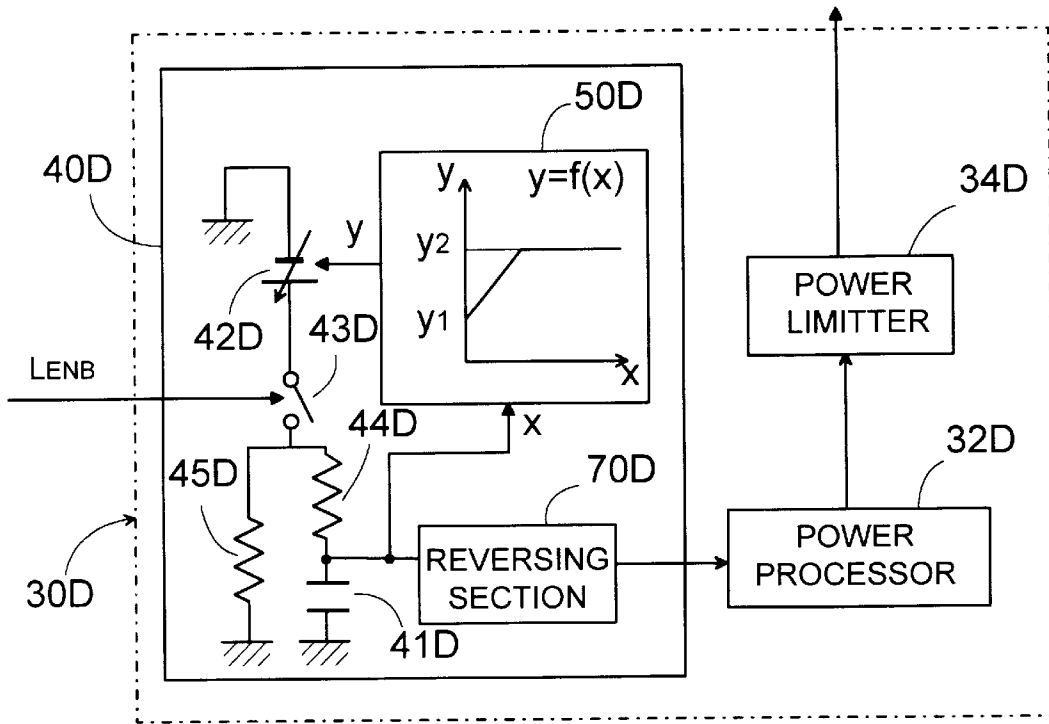 50D
40D
y
y=f(x)
34D
y2
y
POWER
LIMITTER
42D
43D
y1
x
LENB
x
44D
32D
45D
70D
REVERSING
SECTION
POWER
PROCESSOR
30D
41D